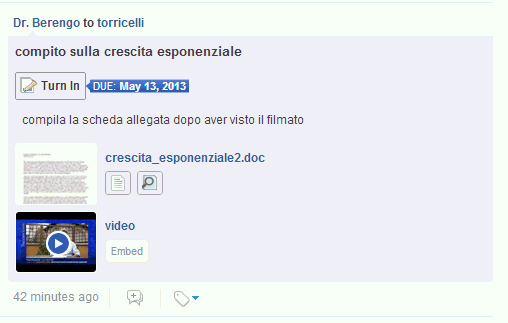 Dr. Berengo to torricelli
compito sulla crescita esponenziale
Turn In DUE: May 13, 2013
compila la scheda allegata dopo aver visto il filmato
crescita_esponenziale2.doc
video
Embed
42 minutes ago